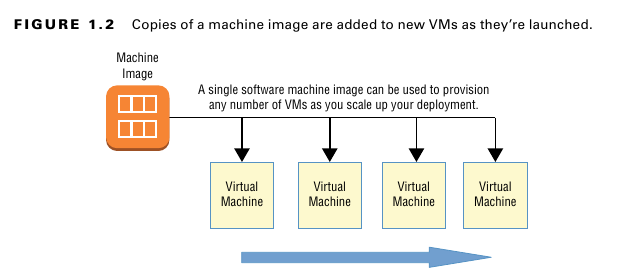 FIGURE 1.2 Copies of a machine image are added to new VMs as they're launched.
Machine
Image
A single software machine image can be used to provision
any number of VMs as you scale up your deployment.
Virtual
Machine
Virtual
Machine
Virtual
Machine
Virtual
Machine